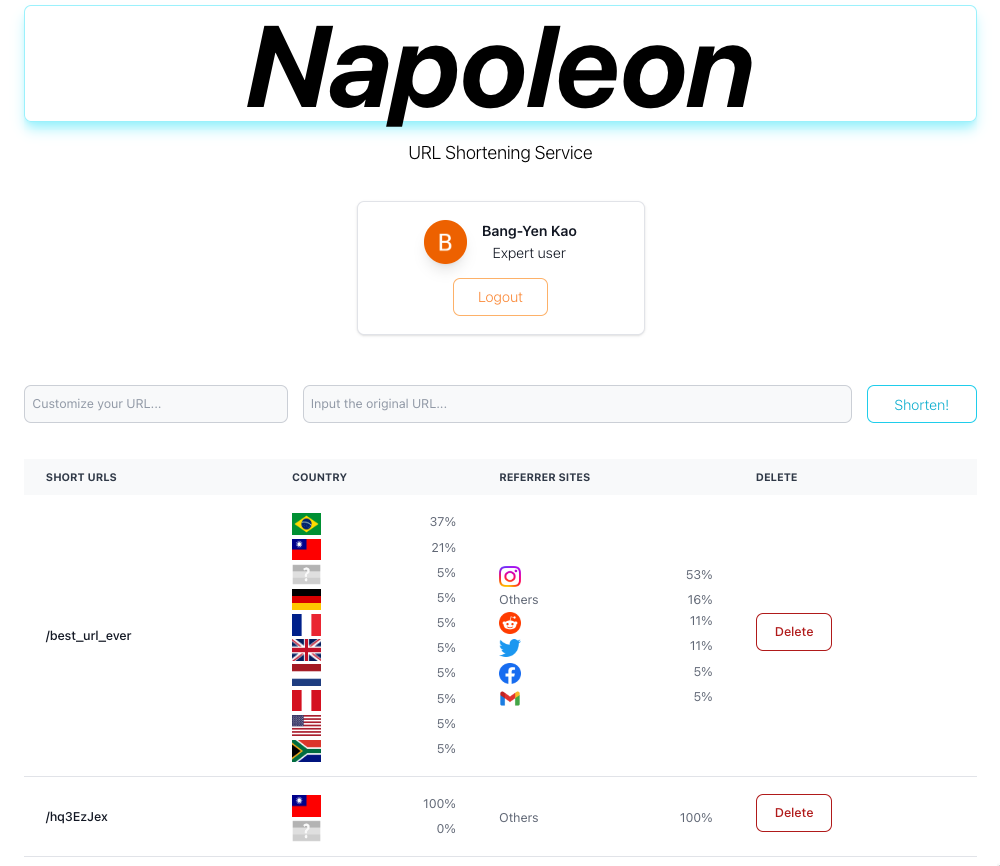 Napoleon
URL Shortening Service
B
Bang-Yen Kao
Expert user
Logout
Customize your URL...
Input the original URL...
Shorten!
SHORT URLS COUNTRY REFERRER SITES DELETE
/best_url_ever
37%
21%
? 5%
5%
5%
5%
5%
5%
5%
5%
53%
Others 16%
11%
11%
5%
5%
Delete
/hq3EzJex
100%
? 0%
Others 100%
Delete